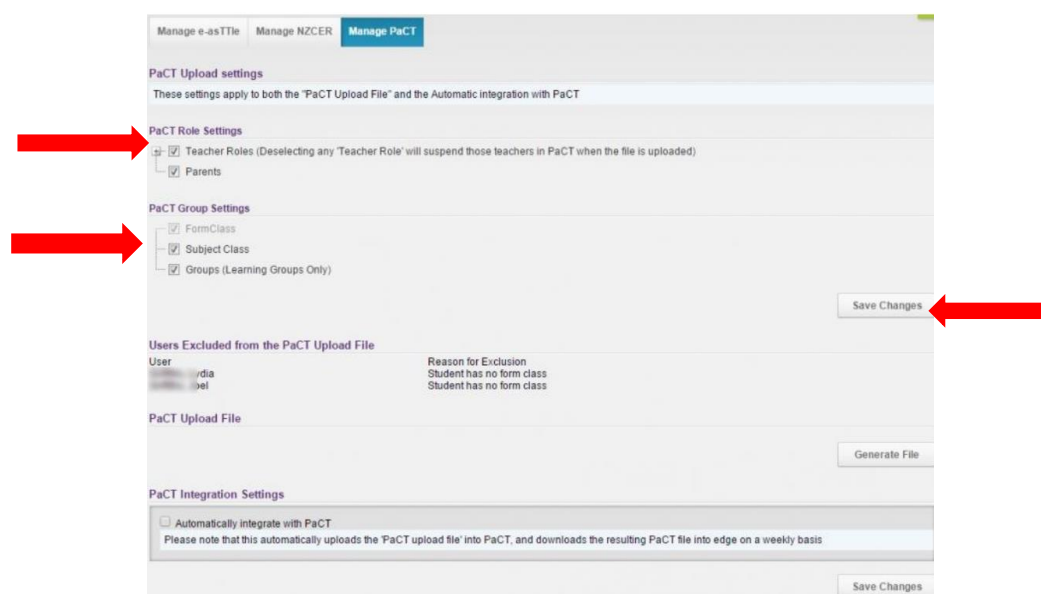 Manage e-asTTle Manage NZCER Manage PaCT
PaCT Upload settings
These settings apply to both the "PaCT Upload File" and the Automatic integration with PaCT
PaCT Role Settings
Teacher Roles (Deselecting any 'Teacher Role' will suspend those teachers in PaCT when the file is uploaded)
Parents
PaCT Group Settings
FormClass
Subject Class
Groups (Learning Groups Only)
Save Changes
Users Excluded from the PaCT Upload File
User Reason for Exclusion
Student has no form class
Student has no form class
PaCT Upload File
Generate File
PaCT Integration Settings
Automatically integrate with PaCT
Please note that this automatically uploads the 'PaCT upload file' into PaCT, and downloads the resulting PaCT file into edge on a weekly basis
Save Changes